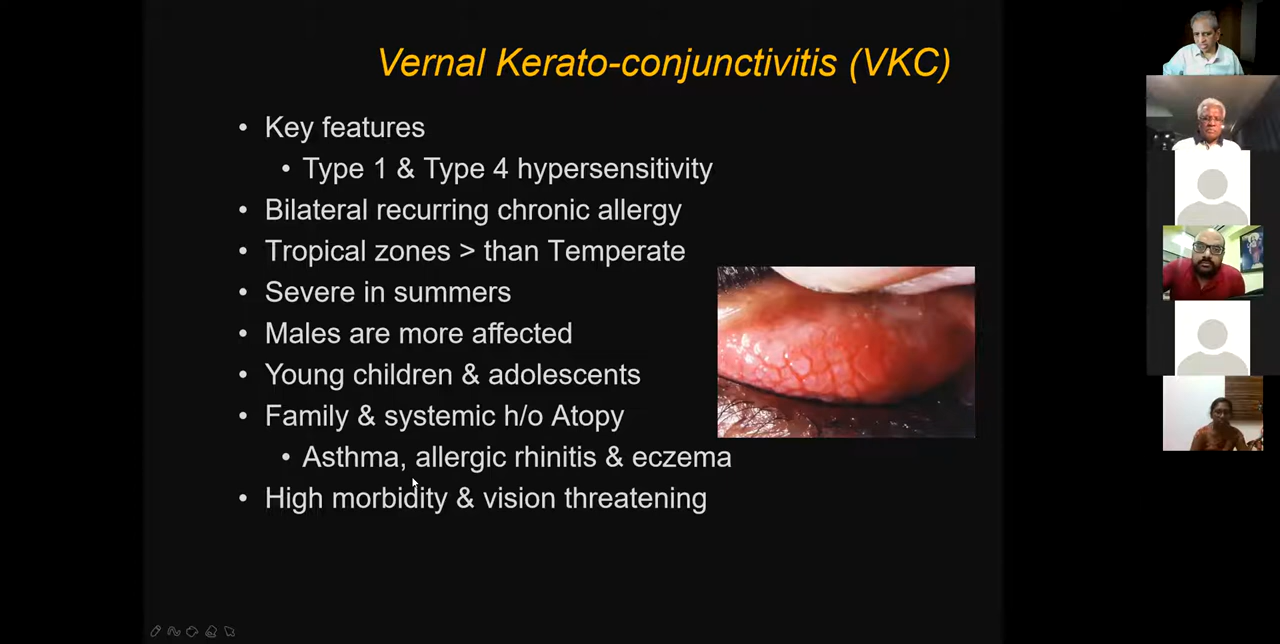 Vernal Kerato-conjunctivitis (VKC)
• Key features
• Type 1 & Type 4 hypersensitivity
• Bilateral recurring chronic allergy
• Tropical zones > than Temperate
• Severe in summers
• Males are more affected
• Young children & adolescents
• Family & systemic h/o Atopy
• Asthma, allergic rhinitis & eczema
• High morbidity & vision threatening